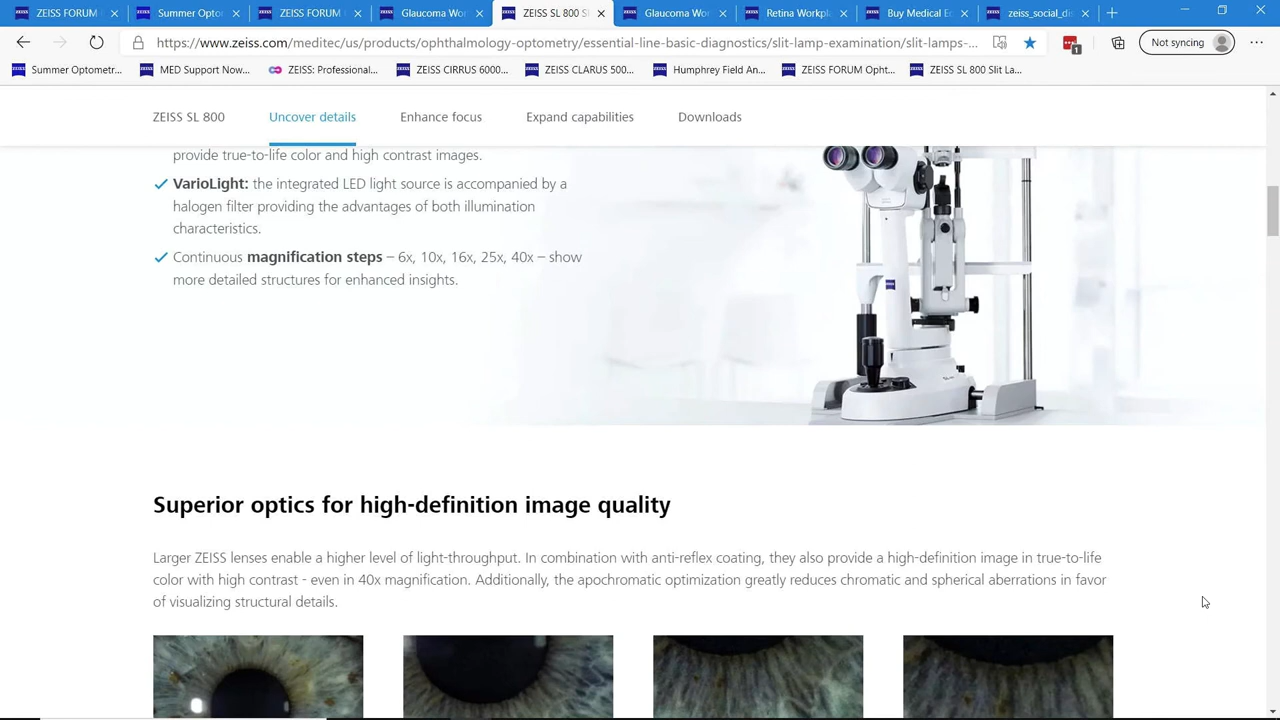 ZEISS FORUM
Summer Opto
ZEISS FORUM
Glaucoma Wo
ZEISS SL 800 S
Glaucoma Wo
Retina Workpl
Buy Medical E
zeiss_social_di
https://www.zeiss.com/meditec/us/products/ophthalmology-optometry/essential-line-basic-diagnostics/slit-lamp-examination/slit-lamps-...
1
Not syncing
Summer Optometr...
MED Support Now...
ZEISS: Professional...
ZEISS CIRRUS 6000...
ZEISS CLARUS 500...
Humphrey Field An...
ZEISS FORUM Opht...
ZEISS SL 800 Slit La...
ZEISS SL 800
Uncover details
Enhance focus
Expand capabilities
Downloads
provide true-to-life color and high contrast images.
VarioLight: the integrated LED light source is accompanied by a
halogen filter providing the advantages of both illumination
characteristics.
Continuous magnification steps – 6x, 10x, 16x, 25x, 40x – show
more detailed structures for enhanced insights.
Superior optics for high-definition image quality
Larger ZEISS lenses enable a higher level of light-throughput. In combination with anti-reflex coating, they also provide a high-definition image in true-to-life
color with high contrast - even in 40x magnification. Additionally, the apochromatic optimization greatly reduces chromatic and spherical aberrations in favor
of visualizing structural details.